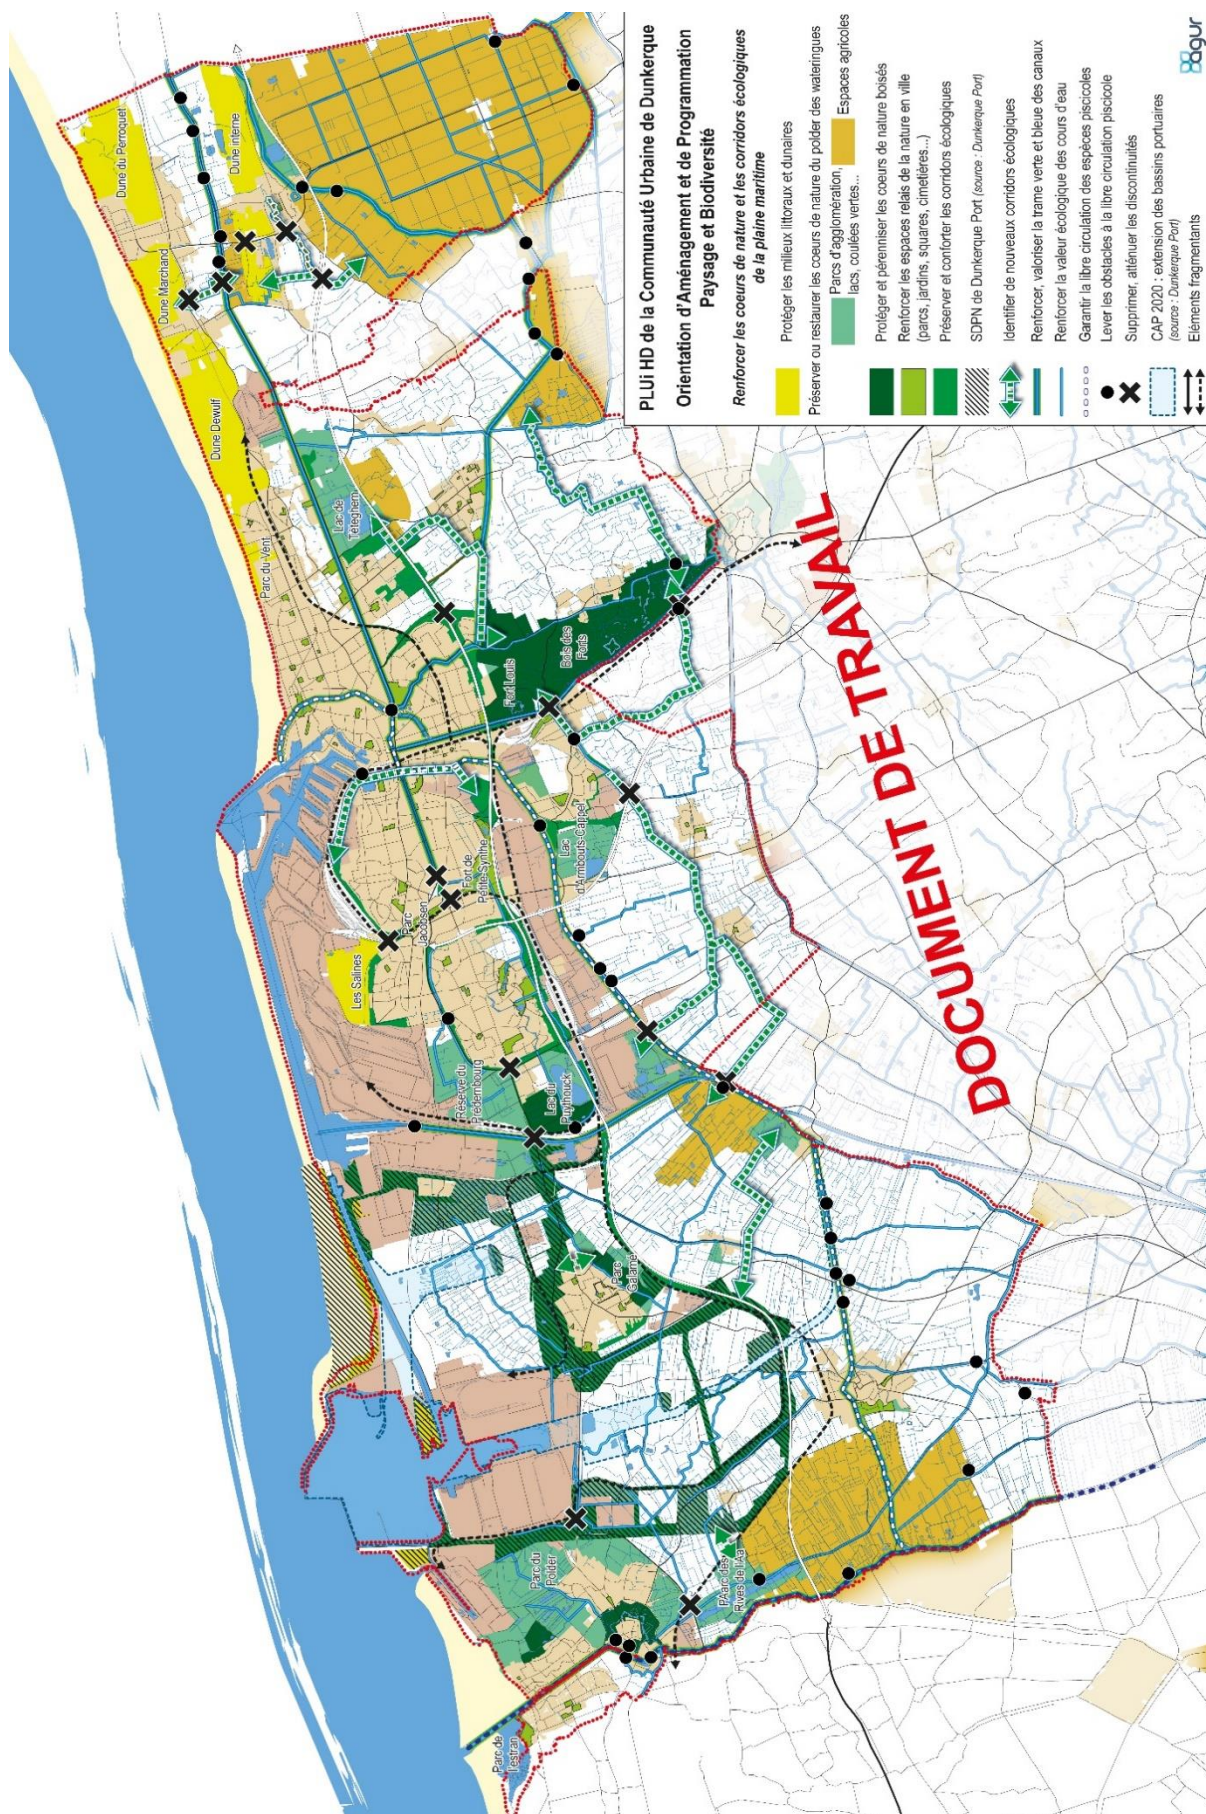 PLUi HD de la Communauté Urbaine de Dunkerque
Orientation d'Aménagement et de Programmation
Paysage et Biodiversité
Renforcer les coeurs de nature et les corridors écologiques
de la plaine maritime
Protéger les milieux littoraux et dunaires
Préserver ou restaurer les coeurs de nature du polder des wateringues
Parcs d'agglomération,
lacs, coulées vertes...
Espaces agricoles
Protéger et pérenniser les coeurs de nature boisés
Renforcer les espaces relais de la nature en ville
(parcs, jardins, squares, cimetières...)
Préserver et conforter les corridors écologiques
SDPN de Dunkerque Port (source : Dunkerque Port)
Identifier de nouveaux corridors écologiques
Renforcer, valoriser la trame verte et bleue des canaux
Renforcer la valeur écologique des cours d'eau
Garantir la libre circulation des espèces piscicoles
Lever les obstacles à la libre circulation piscicole
Supprimer, atténuer les discontinuités
CAP 2020 : extension des bassins portuaires
(source : Dunkerque Port)
Eléments fragmentants
agur
DOCUMENT DE TRAVAIL
Dune du Perroquet
Dune interne
Dune Marchand
Dune Dewulf
Parc du Vent
Lac de
Téteghem
Fort Louis
Bois des
Forts
Lac
d'Armbouts-Cappel
Fort de
Petite-Synthe
Parc
Jacobsen
Les Salines
Réserve du
Prédembourg
Lac du
Puythouck
Parc
Galamé
Parc du
Polder
PAarc des
Rives de l'Aa
Parc de
l'estran